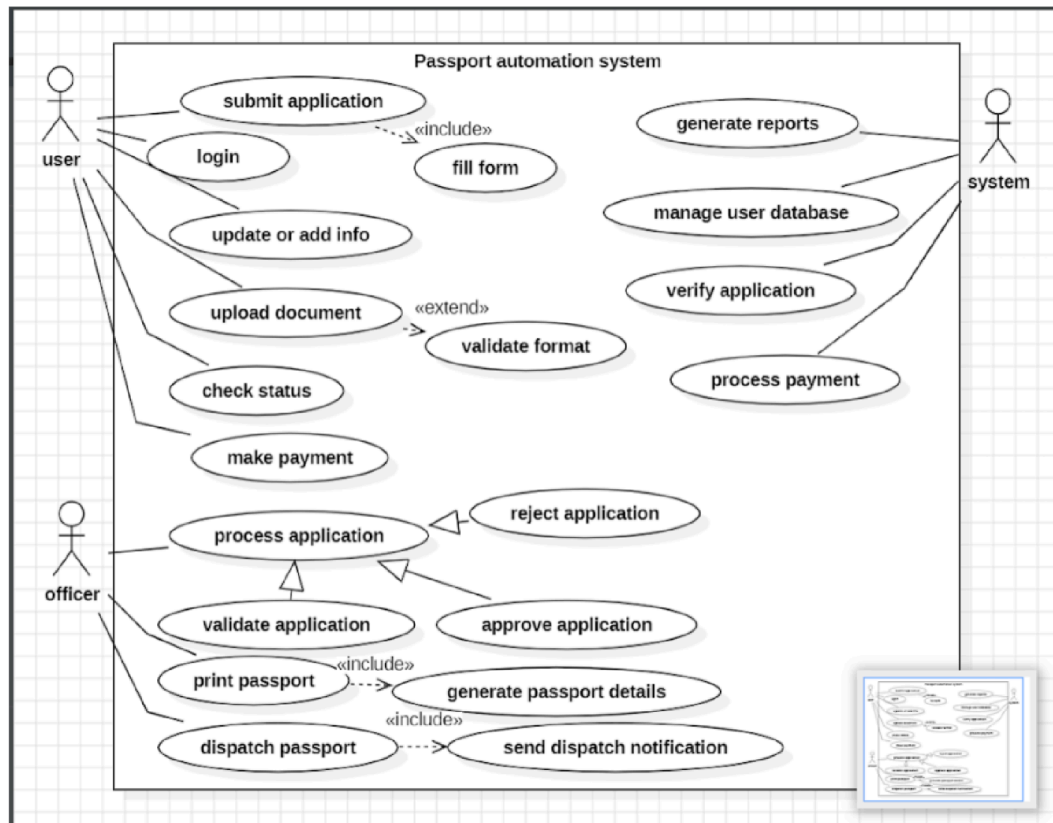 Passport automation system
submit application
«include»
generate reports
login
fill form
user
system
manage user database
update or add info
verify application
upload document
«extend»
validate format
check status
process payment
make payment
reject application
process application
officer
validate application
approve application
«include»
print passport
generate passport details
«include»
dispatch passport
send dispatch notification